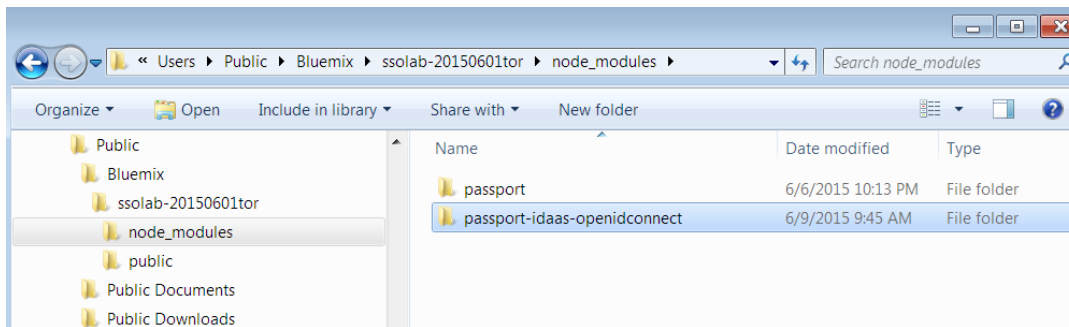 « Users ▸ Public ▸ Bluemix ▸ ssolab-20150601tor ▸ node_modules ▸ Search node_modules
Organize Open Include in library Share with New folder
Public
Bluemix
ssolab-20150601tor
node_modules
public
Public Documents
Public Downloads
Name Date modified Type
passport 6/6/2015 10:13 PM File folder
passport-idaas-openidconnect 6/9/2015 9:45 AM File folder